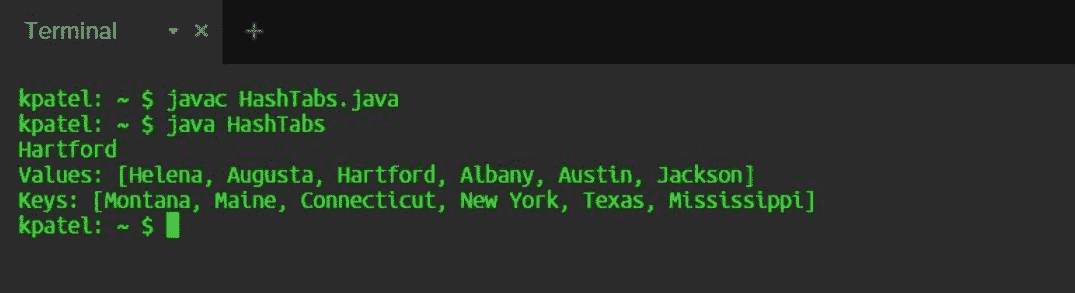 Terminal
kpatel: ~ $ javac HashTabs.java
kpatel: ~ $ java HashTabs
Hartford
Values: [Helena, Augusta, Hartford, Albany, Austin, Jackson]
Keys: [Montana, Maine, Connecticut, New York, Texas, Mississippi]
kpatel: ~ $